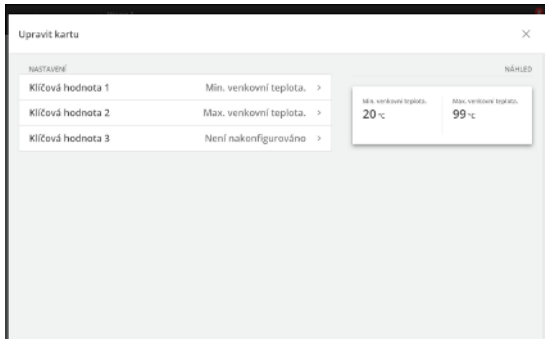 Upravit kartu
NASTAVENÍ
NÁHLED
Klíčová hodnota 1 Min. venkovní teplota. >
Klíčová hodnota 2 Max. venkovní teplota. >
Klíčová hodnota 3 Není nakonfigurováno >
Min. venkovní teplota. Max. venkovní teplota.
20 °C 99 °C